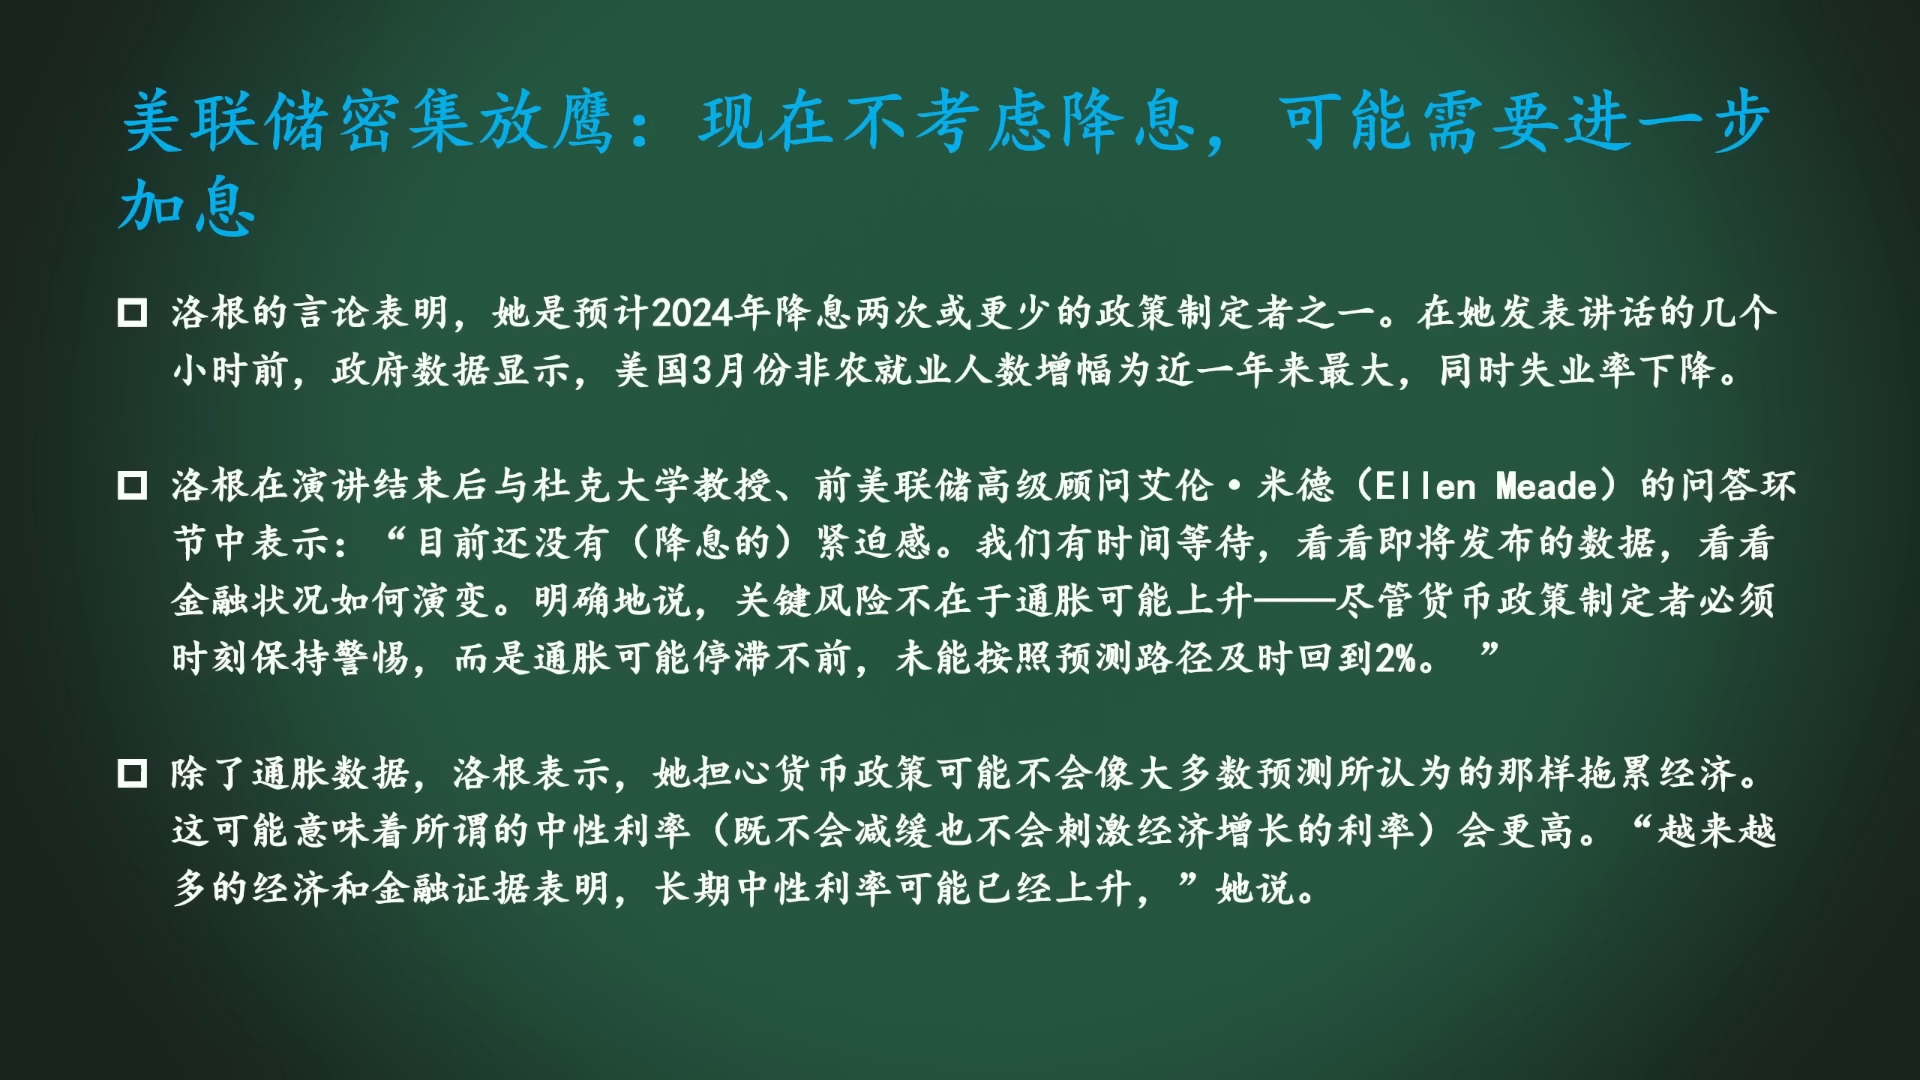 美联储密集放鹰：现在不考虑降息，可能需要进一步
加息
洛根的言论表明，她是预计2024年降息两次或更少的政策制定者之一。在她发表讲话的几个
小时前，政府数据显示，美国3月份非农就业人数增幅为近一年来最大，同时失业率下降。
洛根在演讲结束后与杜克大学教授、前美联储高级顾问艾伦·米德（Ellen Meade）的问答环
节中表示：“目前还没有（降息的）紧迫感。我们有时间等待，看看即将发布的数据，看看
金融状况如何演变。明确地说，关键风险不在于通胀可能上升——尽管货币政策制定者必须
时刻保持警惕，而是通胀可能停滞不前，未能按照预测路径及时回到2%。 ”
除了通胀数据，洛根表示，她担心货币政策可能不会像大多数预测所认为的那样拖累经济。
这可能意味着所谓的中性利率（既不会减缓也不会刺激经济增长的利率）会更高。“越来越
多的经济和金融证据表明，长期中性利率可能已经上升，”她说。